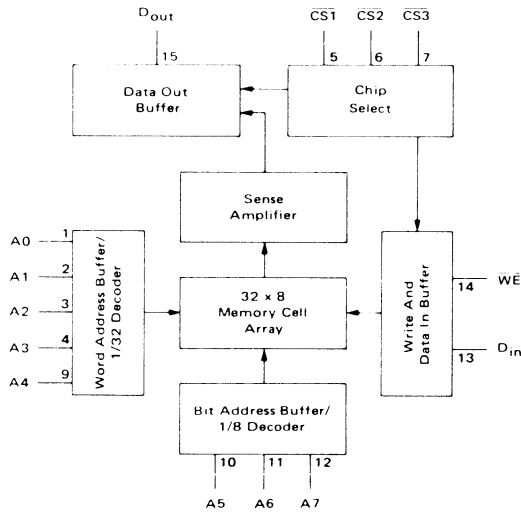 Dout
CS1 CS2 CS3
15
5 6 7
Data Out
Buffer
Chip
Select
Sense
Amplifier
A0 1
A1 2
A2 3
A3 4
A4 9
Word Address Buffer/
1/32 Decoder
32 x 8
Memory Cell
Array
Write And
Data In Buffer
14 WE
13 Din
Bit Address Buffer/
1/8 Decoder
10 11 12
A5 A6 A7